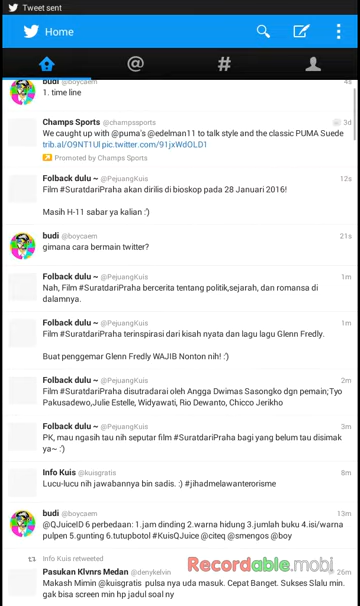 Tweet sent
Home
@ #
budi @boycaem 4s
1. time line
Champs Sports @champssports 3d
We caught up with @puma's @edelman11 to talk style and the classic PUMA Suede
trib.al/O9NT1Ul pic.twitter.com/91jxWdOLD1
Promoted by Champs Sports
Folback dulu ~ @PejuangKuis 12s
Film #SuratdariPraha akan dirilis di bioskop pada 28 Januari 2016!
Masih H-11 sabar ya kalian :')
budi @boycaem 21s
gimana cara bermain twitter?
Folback dulu ~ @PejuangKuis 1m
Nah, Film #SuratdariPraha bercerita tentang politik,sejarah, dan romansa di
dalamnya.
Folback dulu ~ @PejuangKuis 1m
Film #SuratdariPraha terinspirasi dari kisah nyata dan lagu lagu Glenn Fredly.
Buat penggemar Glenn Fredly WAJIB Nonton nih! :')
Folback dulu ~ @PejuangKuis 2m
Film #SuratdariPraha disutradarai oleh Angga Dwimas Sasongko dgn pemain;Tyo
Pakusadewo,Julie Estelle, Widyawati, Rio Dewanto, Chicco Jerikho
Folback dulu ~ @PejuangKuis 3m
PK, mau ngasih tau nih seputar film #SuratdariPraha bagi yang belum tau disimak
ya~ :')
Info Kuis @kuisgratis 8m
Lucu-lucu nih jawabannya bin sadis. :) #jihadmelawanterorisme
budi @boycaem 13m
@QJuiceID 6 perbedaan: 1.jam dinding 2.warna hidung 3.jumlah buku 4.isi/warna
pulpen 5.gunting 6.tutupbotol #KuisQJuice @citeq @smengos @boy
Info Kuis retweeted
Pasukan Klvnrs Medan @denykelvin 26m
Makash Mimin @kuisgratis pulsa nya uda masuk. Cepat Banget. Sukses Slalu min.
gak bisa screen min hp jadul soal ny
Recordable.mobi